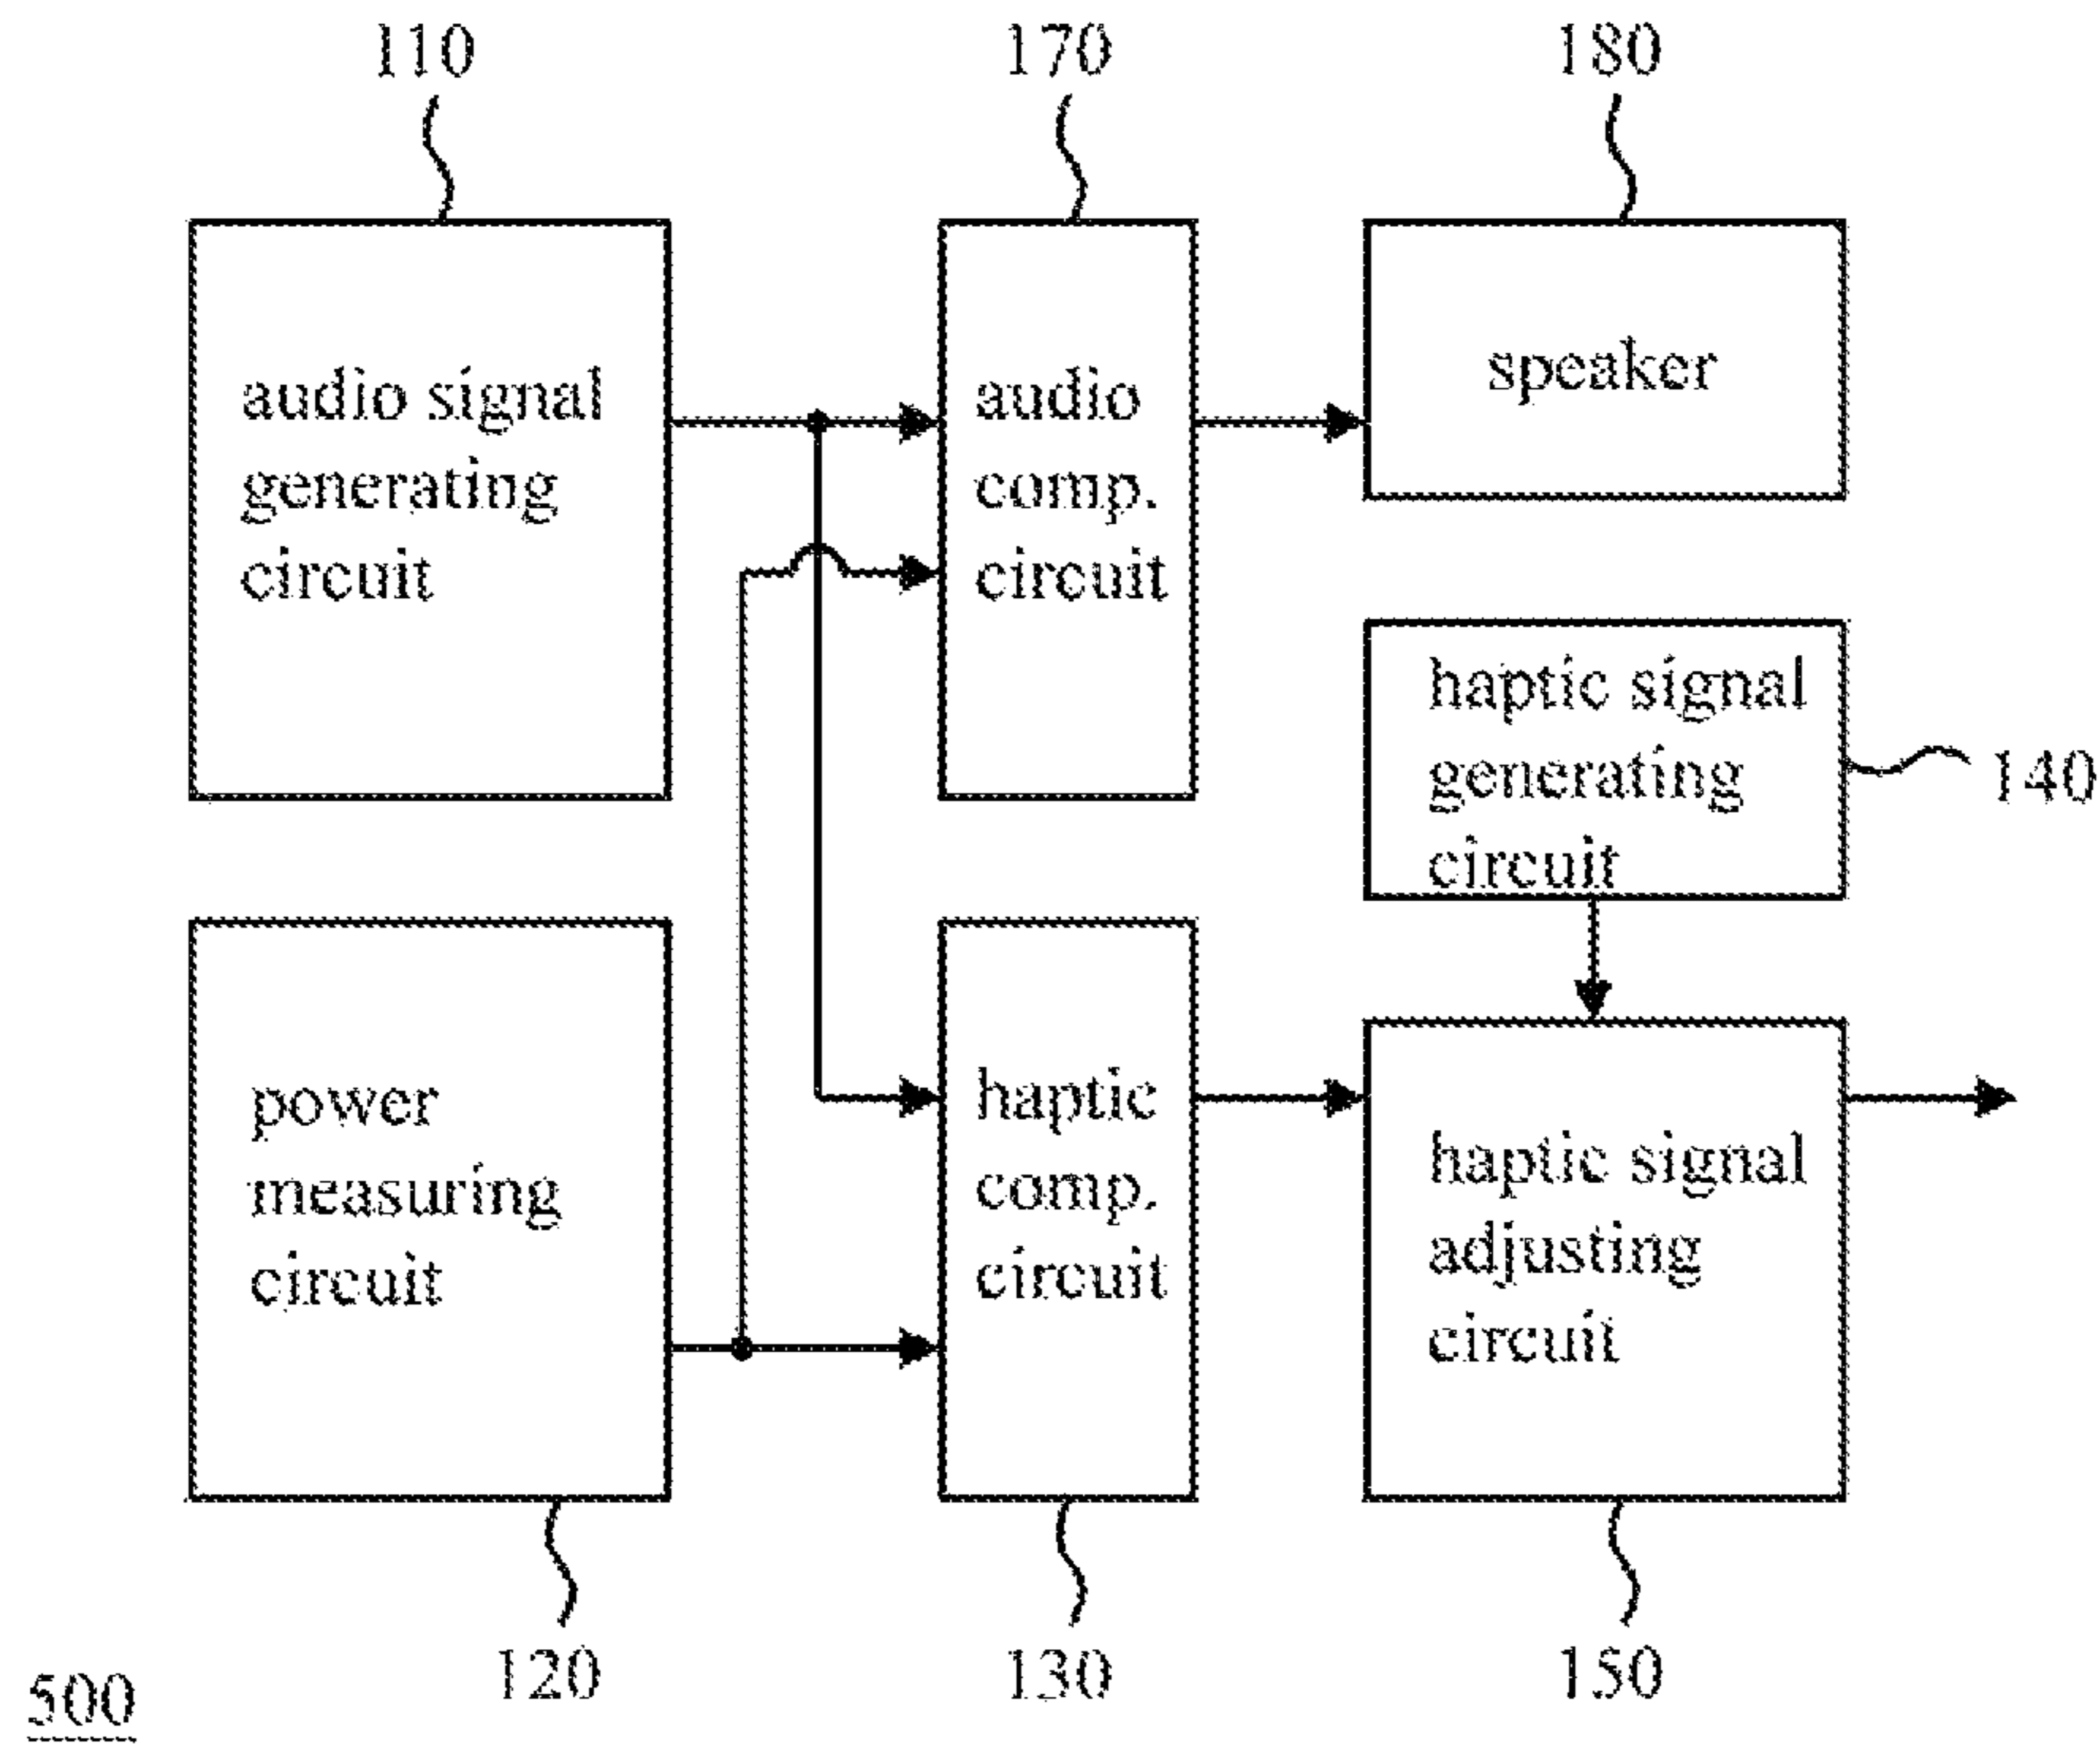 110
170
180
audio signal
generating
circuit
audio
comp.
circuit
speaker
haptic signal
generating
circuit
140
power
measuring
circuit
haptic
comp.
circuit
haptic signal
adjusting
circuit
120
130
150
500